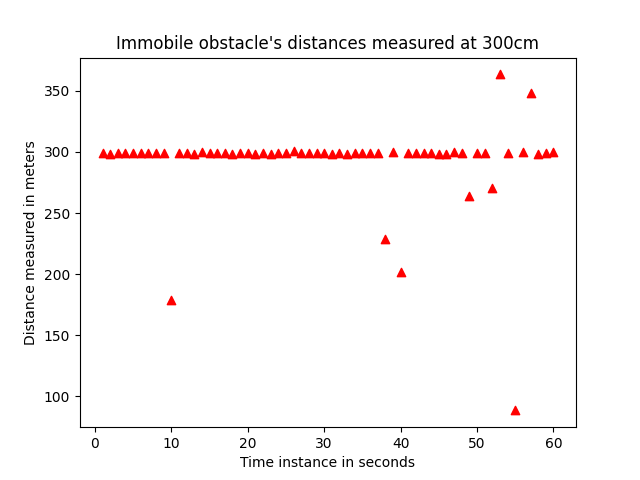 Immobile obstacle's distances measured at 300cm
Distance measured in meters
350
300
250
200
150
100
0 10 20 30 40 50 60
Time instance in seconds